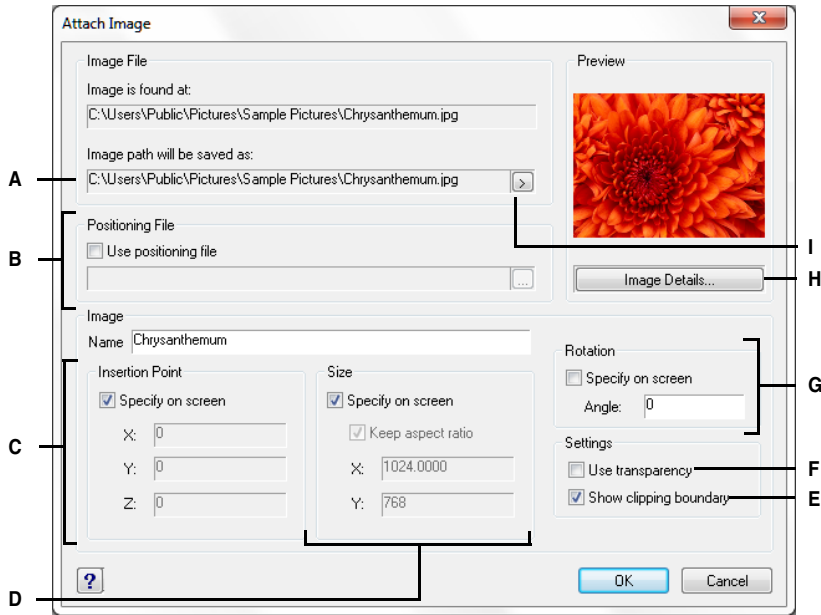 Attach Image
Image File
Image is found at:
C:\Users\Public\Pictures\Sample Pictures\Chrysanthemum.jpg
Image path will be saved as:
A
C:\Users\Public\Pictures\Sample Pictures\Chrysanthemum.jpg
>
Preview
I
Image Details...
H
B
Positioning File
Use positioning file
...
Image
Name Chrysanthemum
C
Insertion Point
Specify on screen
X: 0
Y: 0
Z: 0
Size
Specify on screen
Keep aspect ratio
X: 1024.0000
Y: 768
D
Rotation
Specify on screen
Angle: 0
G
Settings
Use transparency
F
Show clipping boundary
E
?
OK
Cancel